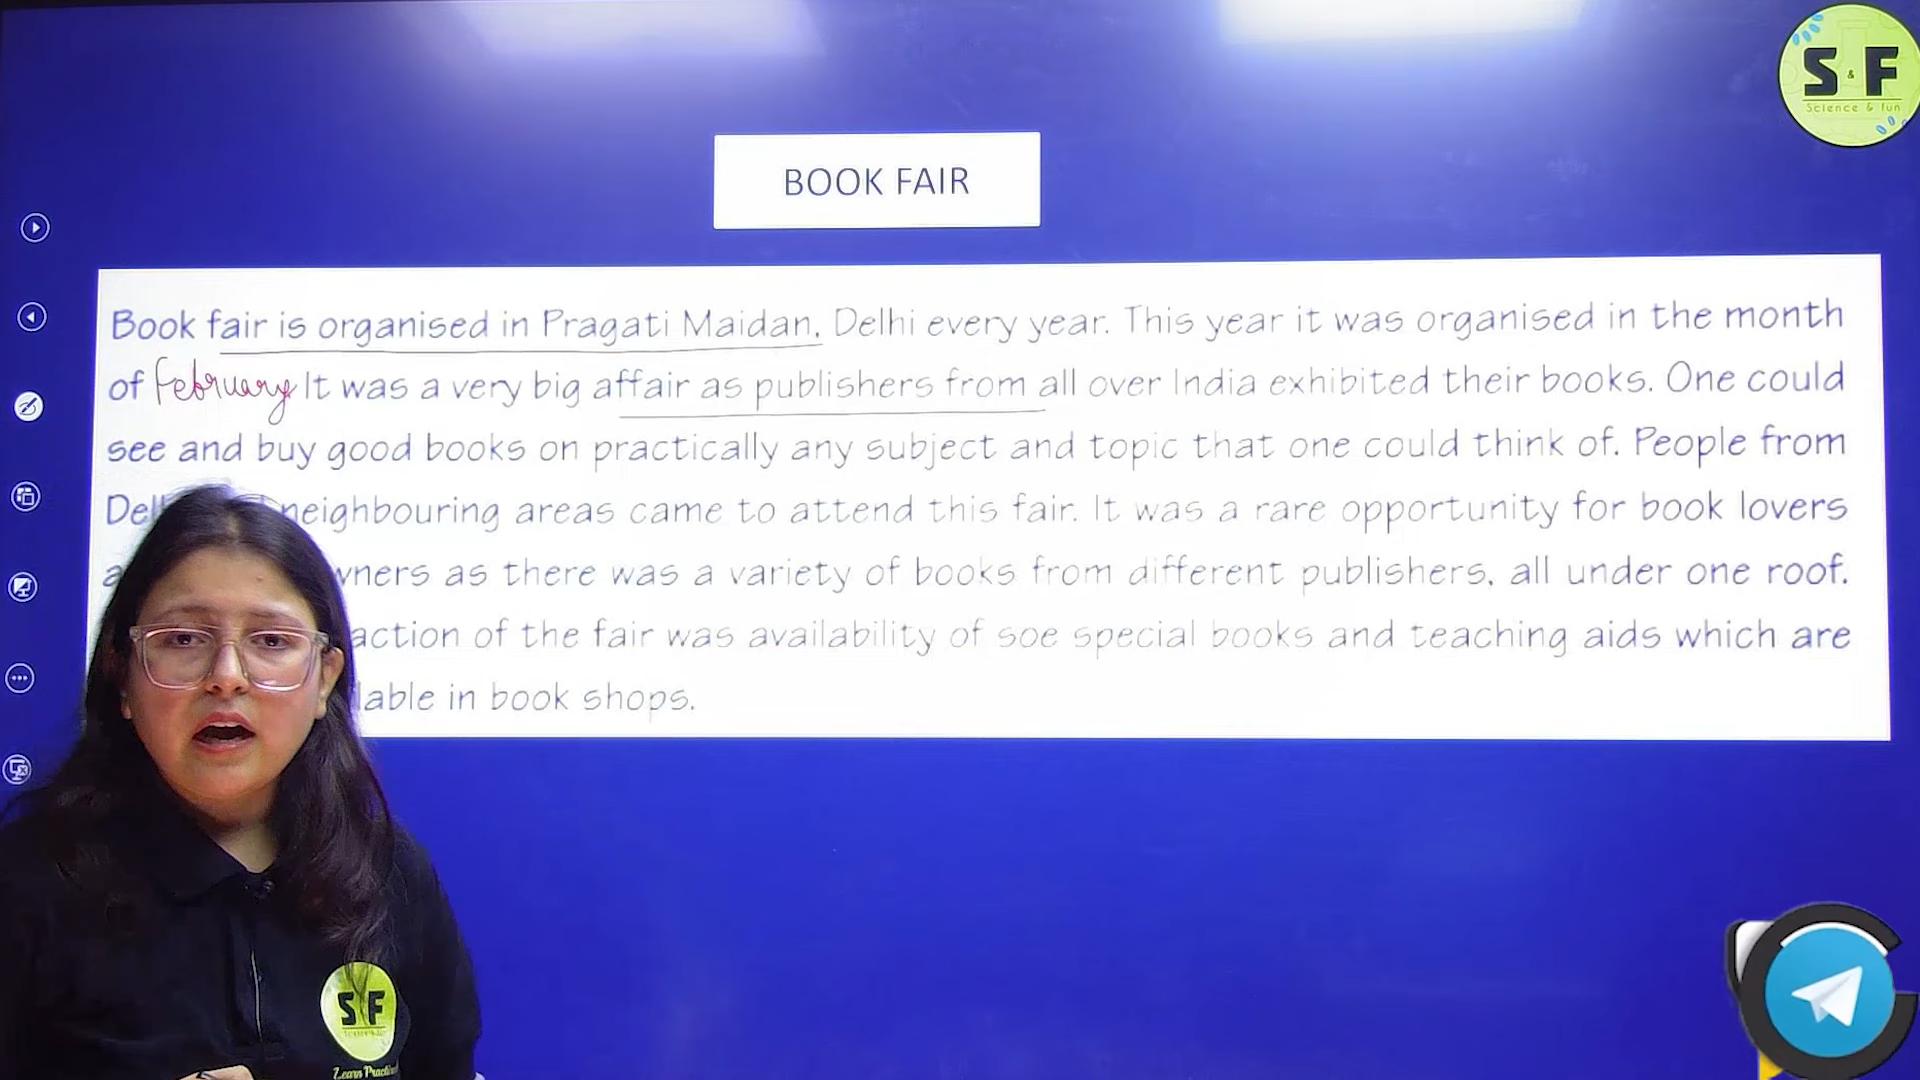 S & F
Science & fun
BOOK FAIR
Book fair is organised in Pragati Maidan, Delhi every year. This year it was organised in the month
of February. It was a very big affair as publishers from all over India exhibited their books. One could
see and buy good books on practically any subject and topic that one could think of. People from
neighbouring areas came to attend this fair. It was a rare opportunity for book lovers
as there was a variety of books from different publishers, all under one roof.
of the fair was availability of soe special books and teaching aids which are
in book shops.
S F